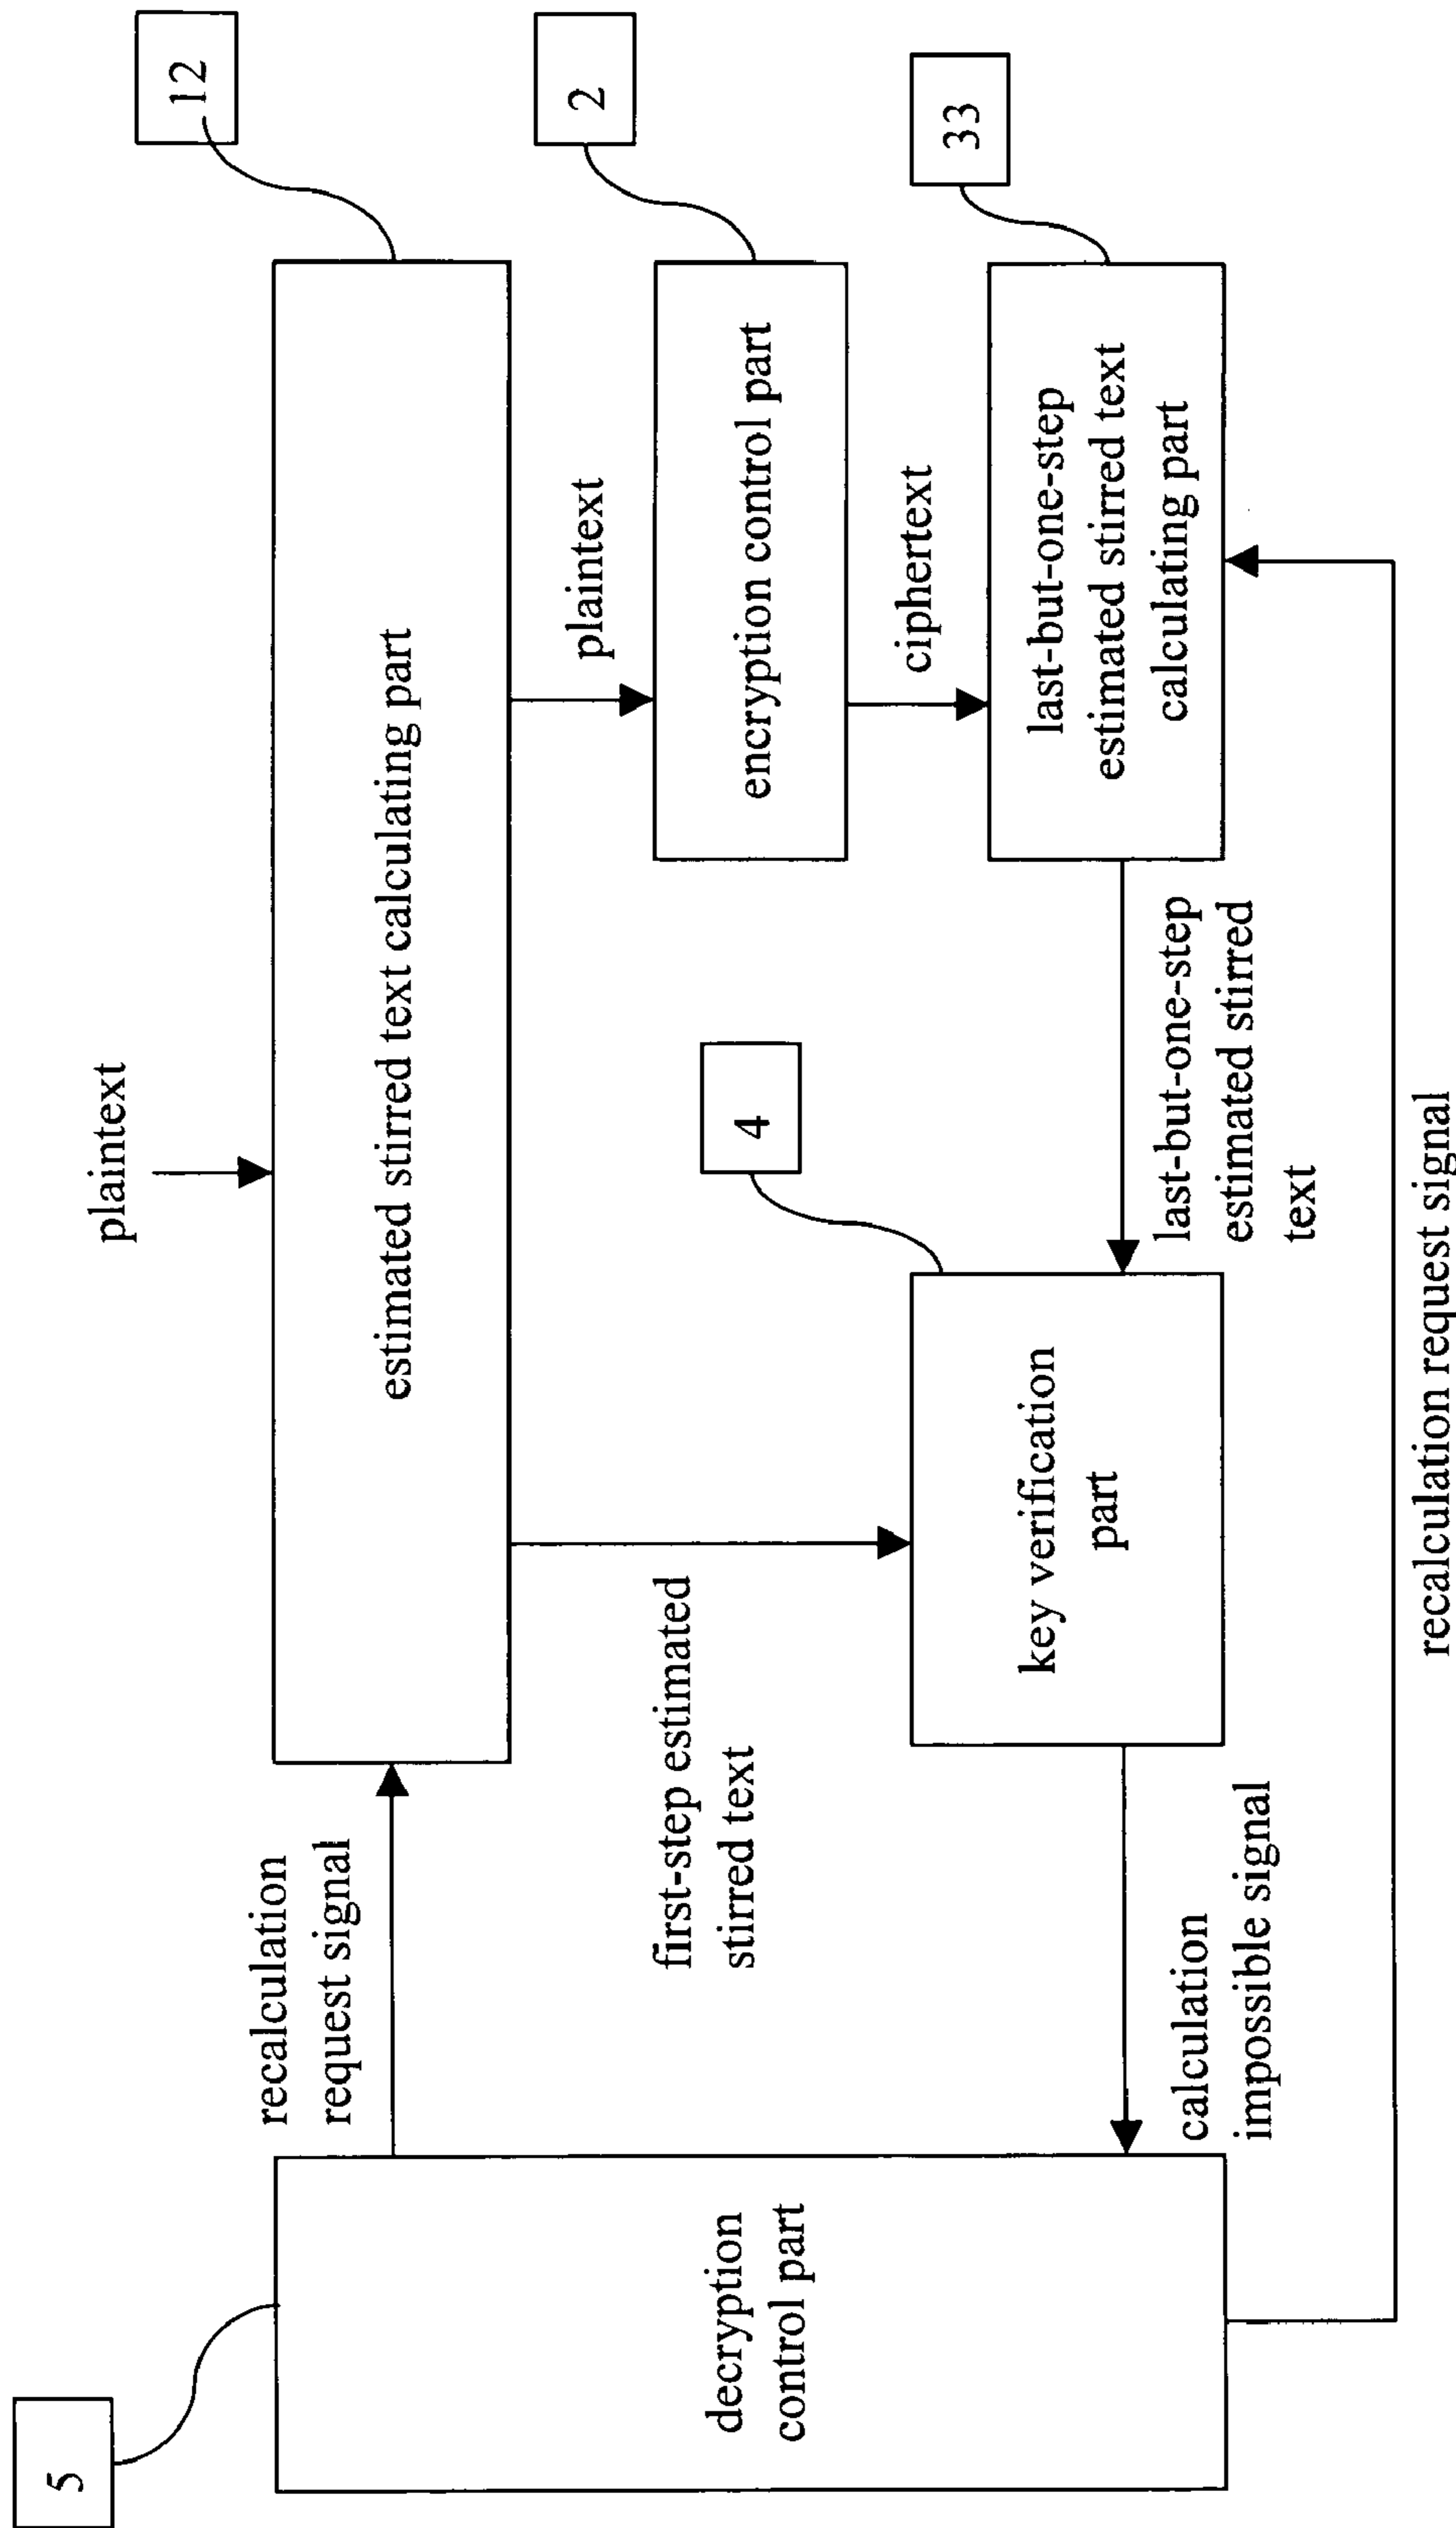 5
decryption
control part
recalculation
request signal
plaintext
estimated stirred text calculating part
12
first-step estimated
stirred text
plaintext
encryption control part
2
ciphertext
4
key verification
part
calculation
impossible signal
last-but-one-step
estimated stirred
text
last-but-one-step
estimated stirred text
calculating part
33
recalculation request signal